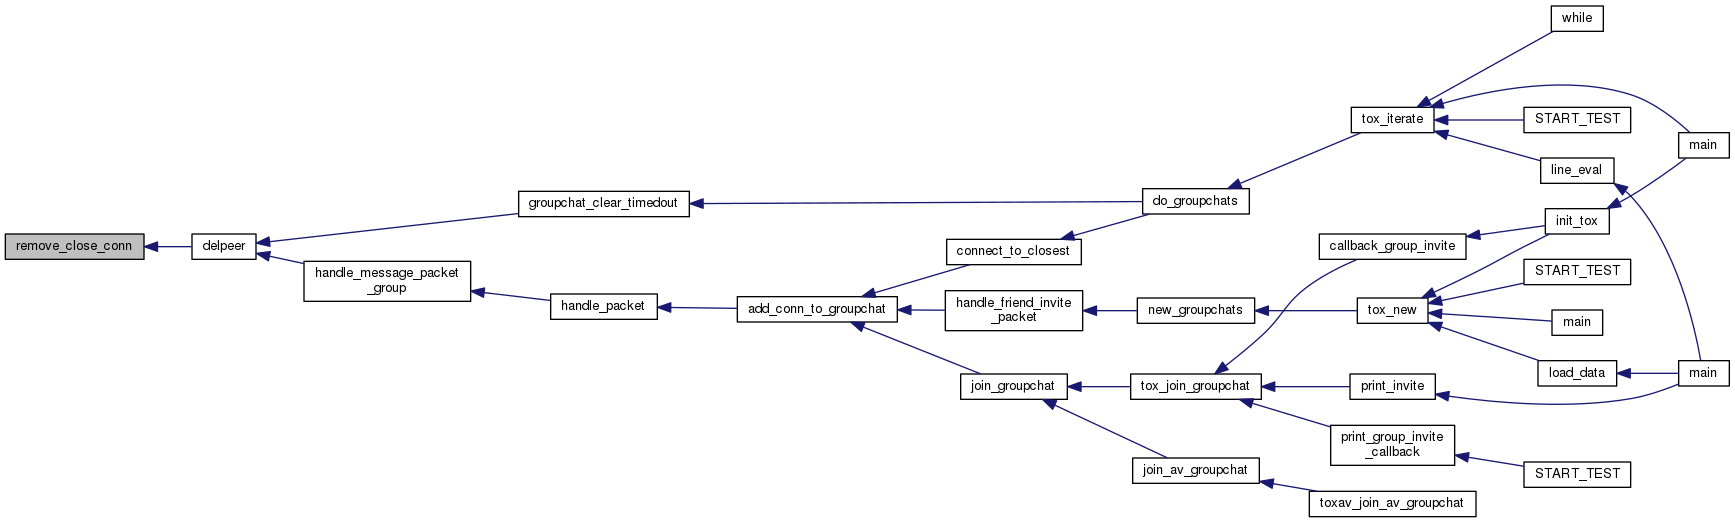 while
tox_iterate
START_TEST
main
line_eval
groupchat_clear_timedout
do_groupchats
init_tox
remove_close_conn
delpeer
connect_to_closest
callback_group_invite
handle_message_packet
_group
START_TEST
handle_packet
add_conn_to_groupchat
handle_friend_invite
_packet
new_groupchats
tox_new
main
load_data
main
join_groupchat
tox_join_groupchat
print_invite
print_group_invite
_callback
join_av_groupchat
START_TEST
toxav_join_av_groupchat